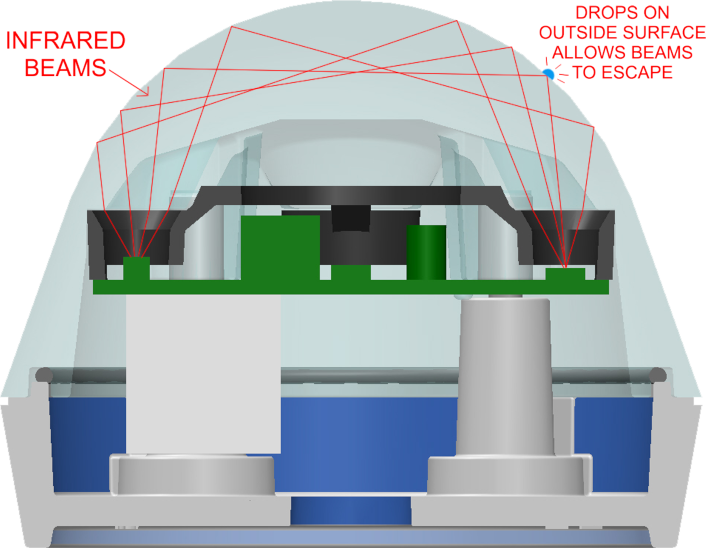 INFRARED
BEAMS
DROPS ON
OUTSIDE SURFACE
ALLOWS BEAMS
TO ESCAPE